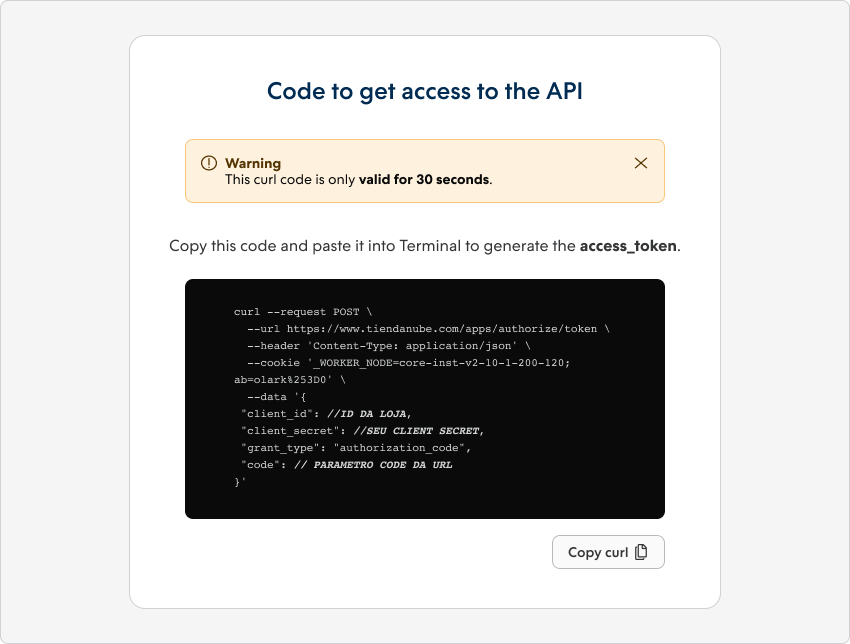 Code to get access to the API
Warning
This curl code is only valid for 30 seconds.
Copy this code and paste it into Terminal to generate the access_token.
curl --request POST \
--url https://www.tiendanube.com/apps/authorize/token \
--header 'Content-Type: application/json' \
--cookie '_WORKER_NODE=core-inst-v2-10-1-200-120;
ab=olark%253D0' \
--data '{
"client_id": //ID DA LOJA,
"client_secret": //SEU CLIENT SECRET,
"grant_type": "authorization_code",
"code": // PARAMETRO CODE DA URL
}'
Copy curl